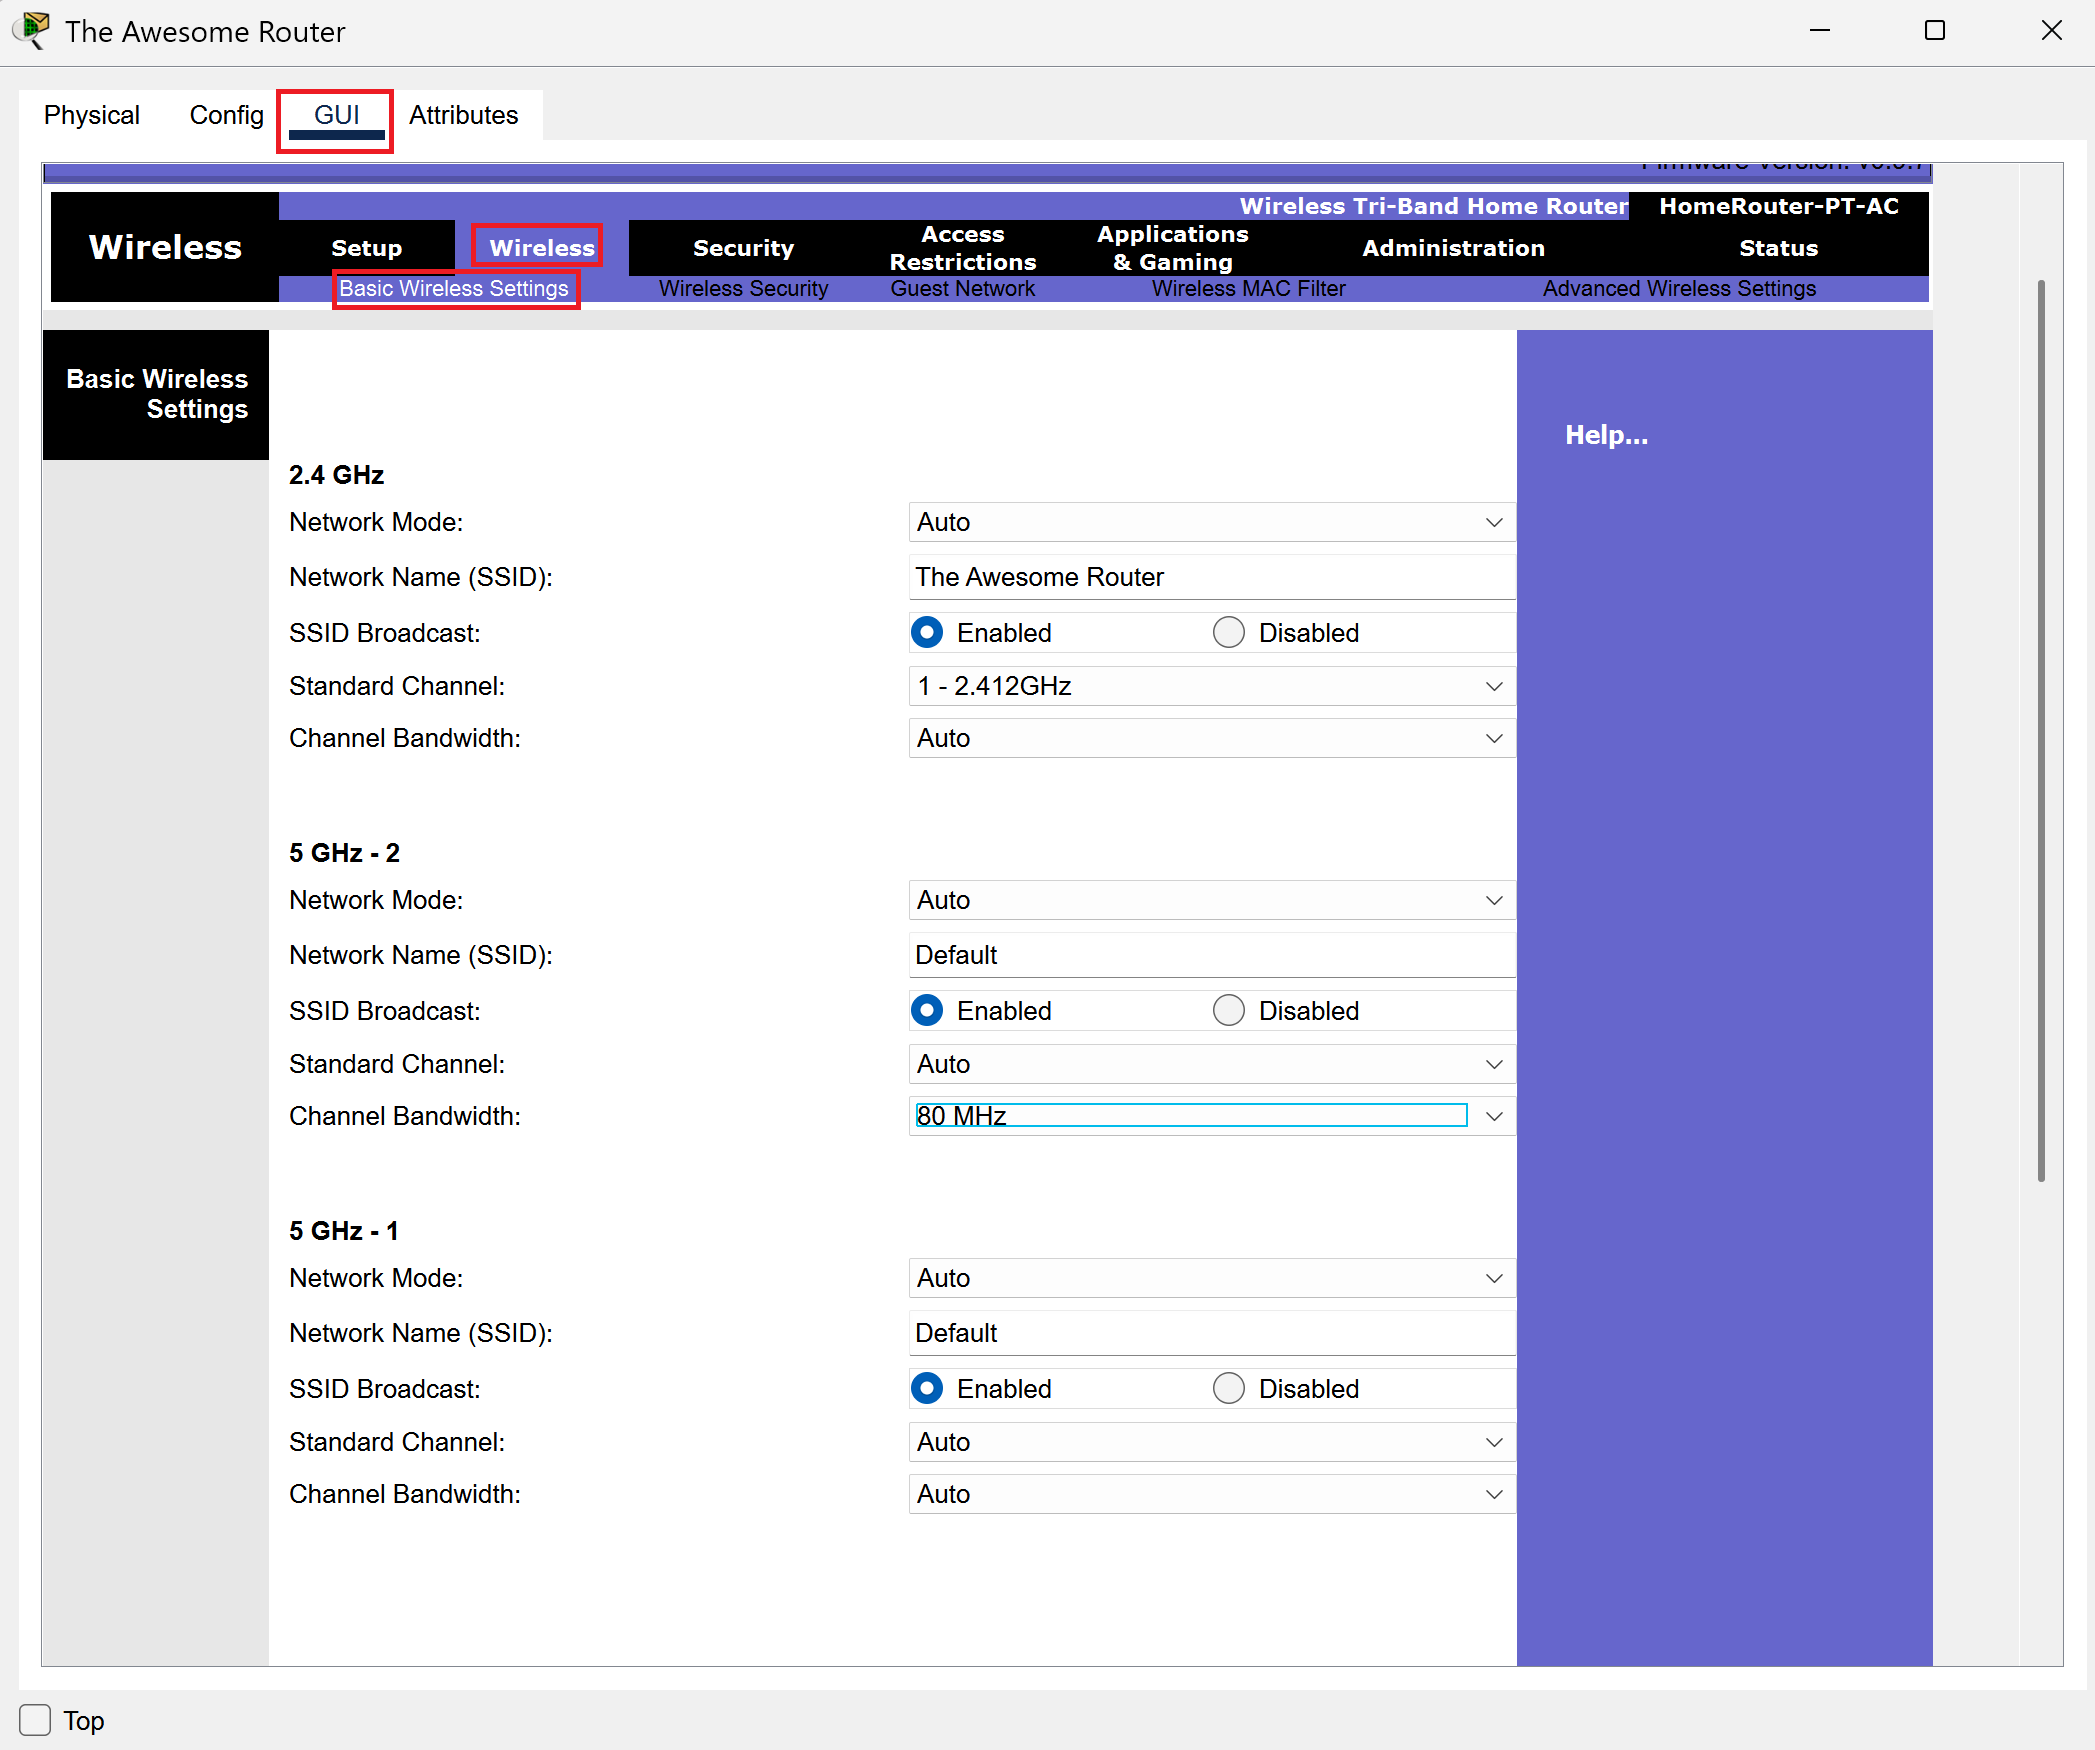 The Awesome Router
Physical Config GUI Attributes
Firmware Version: v0.9.7
Wireless Tri-Band Home Router HomeRouter-PT-AC
Wireless Setup Wireless Security Access Restrictions Applications & Gaming Administration Status
Basic Wireless Settings Wireless Security Guest Network Wireless MAC Filter Advanced Wireless Settings
Basic Wireless
Settings
Help...
2.4 GHz
Network Mode: Auto
Network Name (SSID): The Awesome Router
SSID Broadcast: Enabled Disabled
Standard Channel: 1 - 2.412GHz
Channel Bandwidth: Auto
5 GHz - 2
Network Mode: Auto
Network Name (SSID): Default
SSID Broadcast: Enabled Disabled
Standard Channel: Auto
Channel Bandwidth: 80 MHz
5 GHz - 1
Network Mode: Auto
Network Name (SSID): Default
SSID Broadcast: Enabled Disabled
Standard Channel: Auto
Channel Bandwidth: Auto
Top